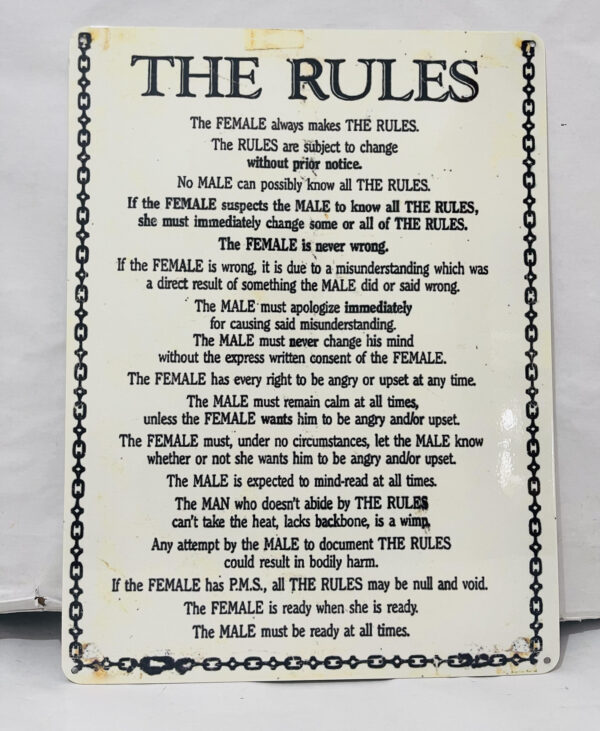 THE RULES
The FEMALE always makes THE RULES.
The RULES are subject to change
without prior notice.
No MALE can possibly know all THE RULES.
If the FEMALE suspects the MALE to know all THE RULES,
she must immediately change some or all of THE RULES.
The FEMALE is never wrong.
If the FEMALE is wrong, it is due to a misunderstanding which was
a direct result of something the MALE did or said wrong.
The MALE must apologize immediately
for causing said misunderstanding.
The MALE must never change his mind
without the express written consent of the FEMALE.
The FEMALE has every right to be angry or upset at any time.
The MALE must remain calm at all times,
unless the FEMALE wants him to be angry and/or upset.
The FEMALE must, under no circumstances, let the MALE know
whether or not she wants him to be angry and/or upset.
The MALE is expected to mind-read at all times.
The MAN who doesn't abide by THE RULES
can't take the heat, lacks backbone, is a wimp.
Any attempt by the MALE to document THE RULES
could result in bodily harm.
If the FEMALE has P.M.S., all THE RULES may be null and void.
The FEMALE is ready when she is ready.
The MALE must be ready at all times.